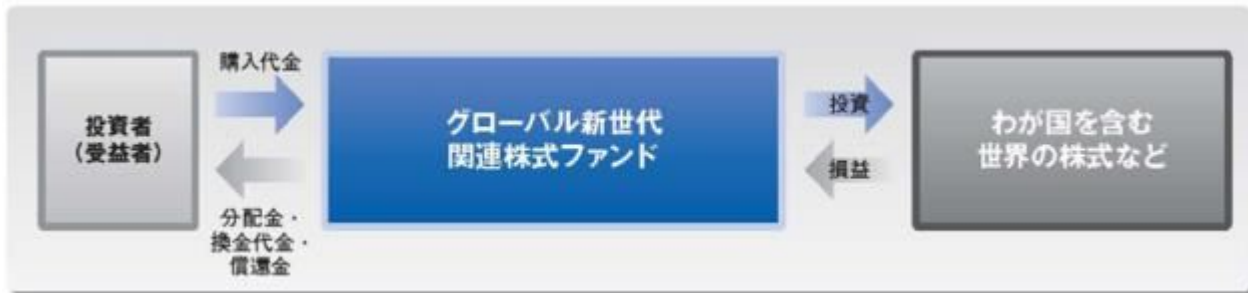 投資者
（受益者）
購入代金
分配金・
換金代金・
償還金
グローバル新世代
関連株式ファンド
投資
損益
わが国を含む
世界の株式など